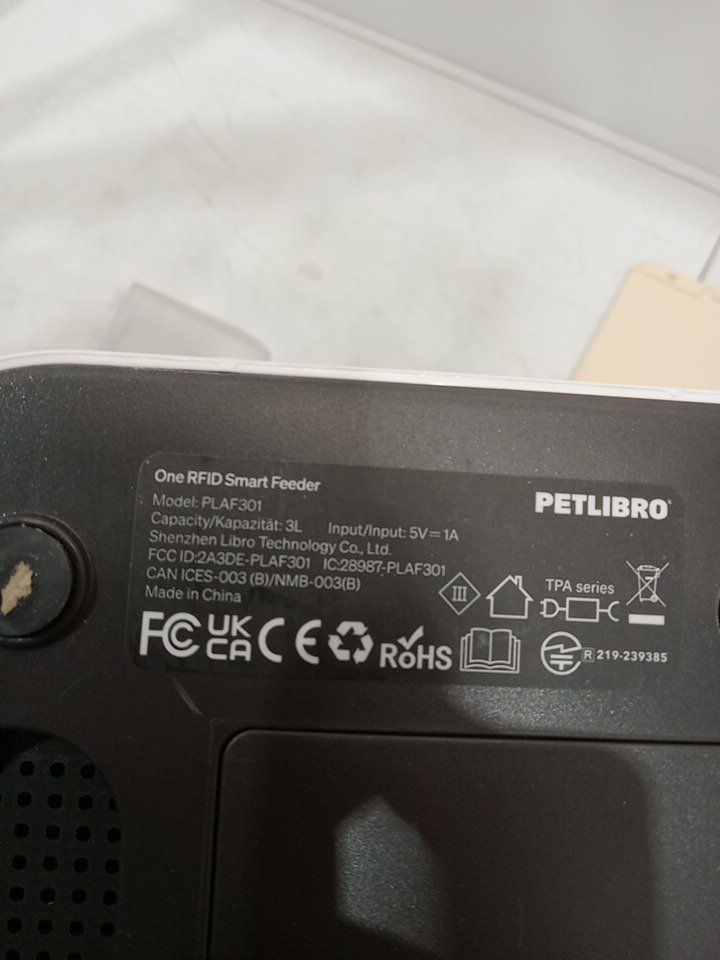 One RFID Smart Feeder
PETLIBRO®
Model: PLAF301
Capacity/Kapazität: 3L Input/Input: 5V⎓1A
Shenzhen Libro Technology Co., Ltd.
FCC ID:2A3DE-PLAF301 IC:28987-PLAF301
CAN ICES-003 (B)/NMB-003(B)
Made in China
III
TPA series
FC UK CA CE RoHS
R 219-239385